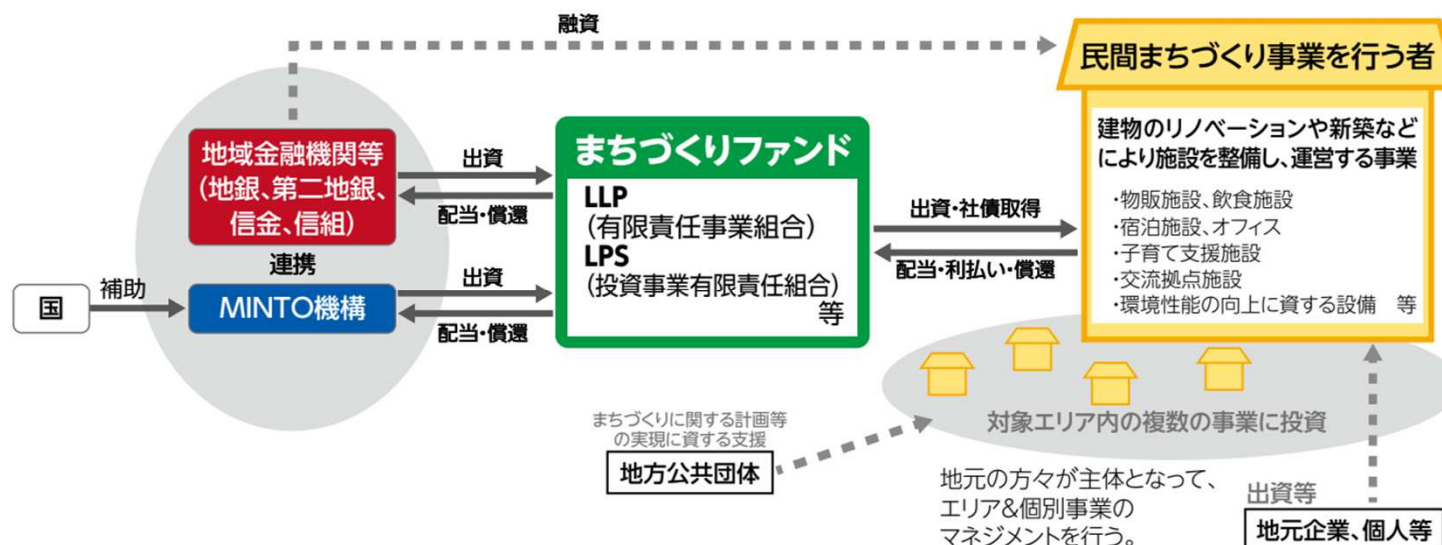 融資
民間まちづくり事業を行う者
建物のリノベーションや新築など
により施設を整備し、運営する事業
・物販施設、飲食施設
・宿泊施設、オフィス
・子育て支援施設
・交流拠点施設
・環境性能の向上に資する設備 等
地域金融機関等
(地銀、第二地銀、
信金、信組)
連携
MINTO機構
国
補助
出資
配当・償還
出資
配当・償還
まちづくりファンド
LLP
(有限責任事業組合)
LPS
(投資事業有限責任組合)
等
出資・社債取得
配当・利払い・償還
対象エリア内の複数の事業に投資
まちづくりに関する計画等
の実現に資する支援
地方公共団体
地元の方々が主体となって、
エリア&個別事業の
マネジメントを行う。
出資等
地元企業、個人等